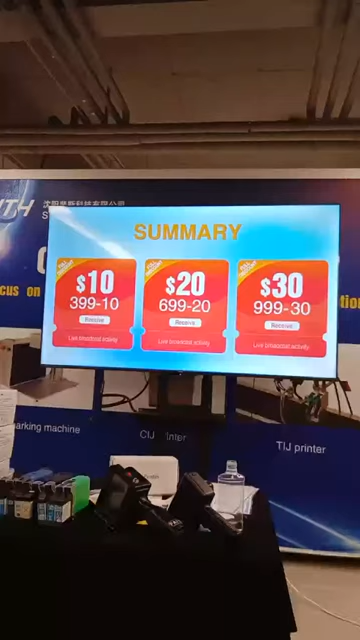 SUMMARY
$10
399-10
Receive
Live broadcast activity
$20
699-20
Receive
Live broadcast activity
$30
999-30
Receive
Live broadcast activity
cus on
arking machine
CIJ
inter
TIJ printer